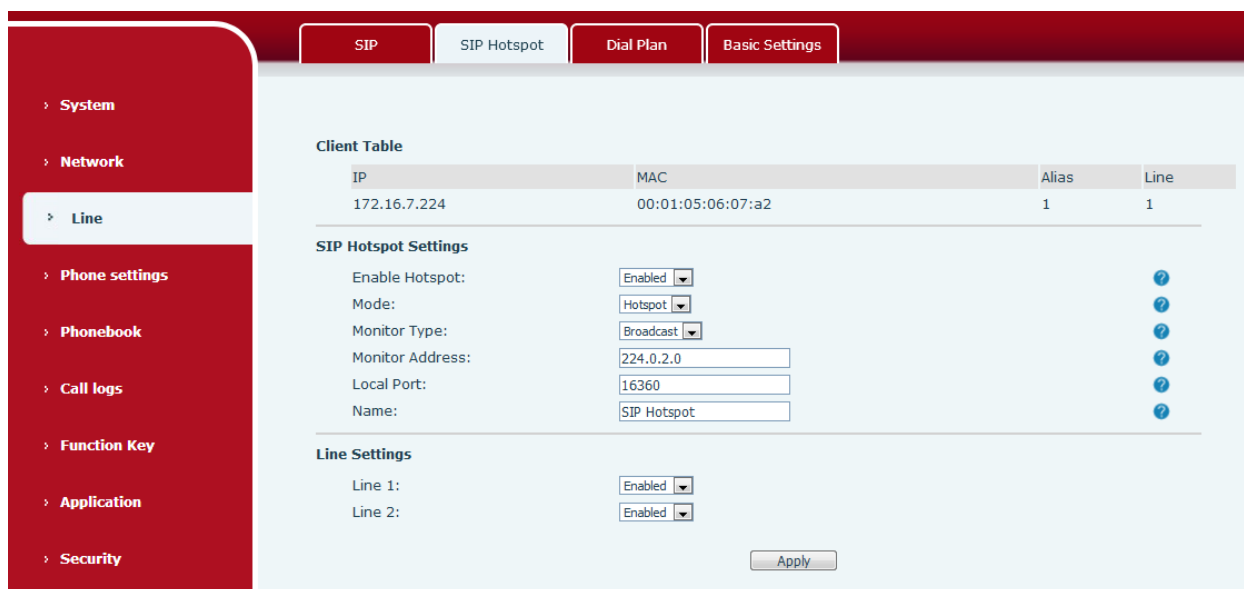 SIP SIP Hotspot Dial Plan Basic Settings
› System
› Network
› Line
› Phone settings
› Phonebook
› Call logs
› Function Key
› Application
› Security
Client Table
IP MAC Alias Line
172.16.7.224 00:01:05:06:07:a2 1 1
SIP Hotspot Settings
Enable Hotspot: Enabled ?
Mode: Hotspot ?
Monitor Type: Broadcast ?
Monitor Address: 224.0.2.0 ?
Local Port: 16360 ?
Name: SIP Hotspot ?
Line Settings
Line 1: Enabled
Line 2: Enabled
Apply